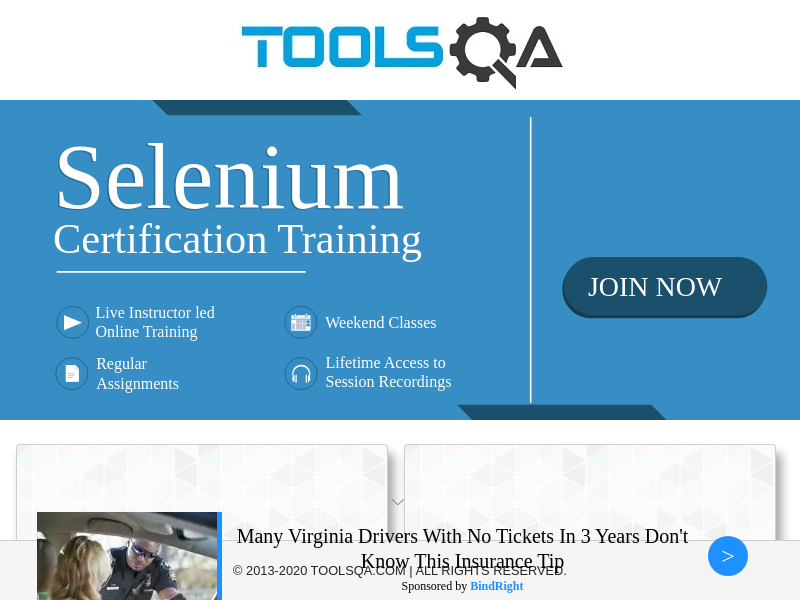 TOOLSQA
Selenium
Certification Training
Live Instructor led
Online Training
Weekend Classes
Regular
Assignments
Lifetime Access to
Session Recordings
JOIN NOW
Many Virginia Drivers With No Tickets In 3 Years Don't
Know This Insurance Tip
© 2013-2020 TOOLSQA.COM | ALL RIGHTS RESERVED.
Sponsored by BindRight
>